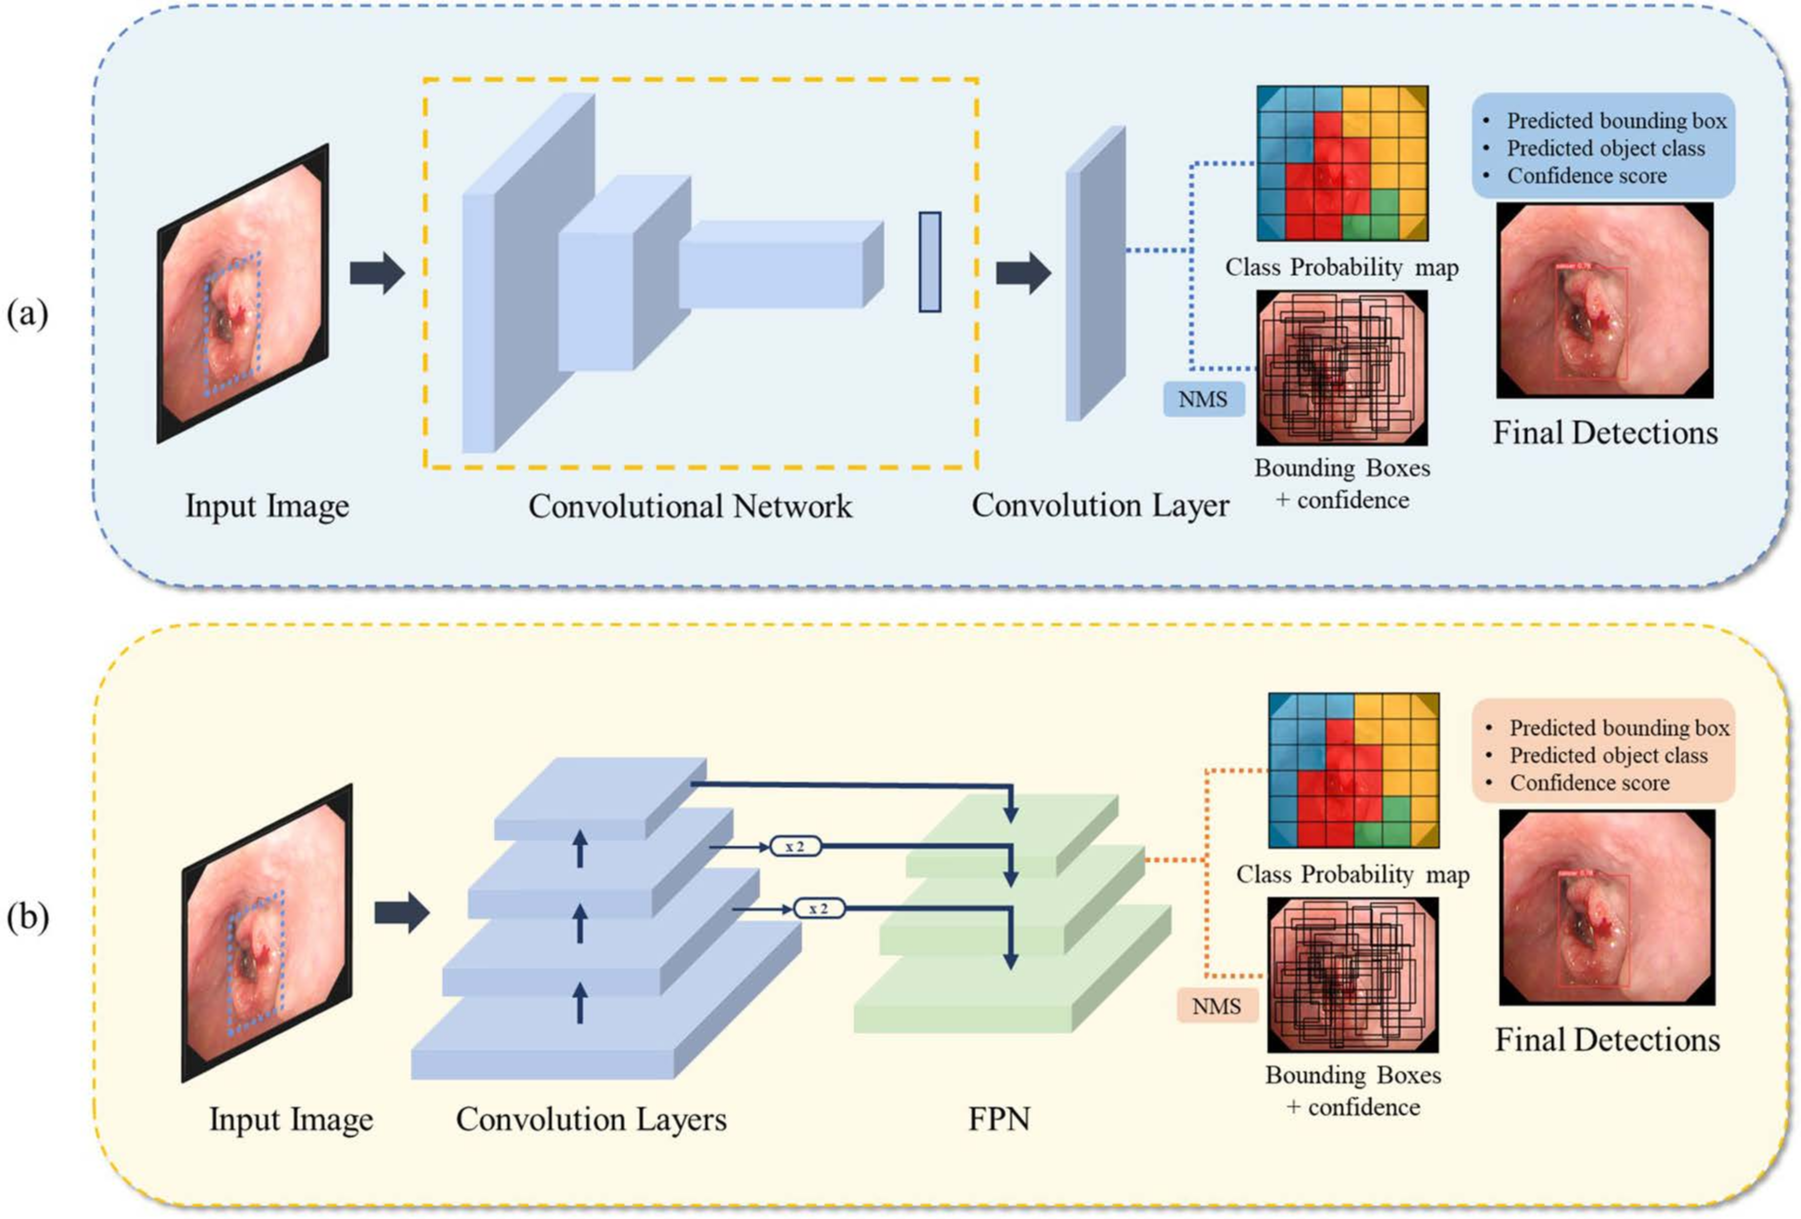 (a)
Input Image
Convolutional Network
Convolution Layer
Class Probability map
NMS
Bounding Boxes
+ confidence
• Predicted bounding box
• Predicted object class
• Confidence score
Final Detections
(b)
Input Image
Convolution Layers
x 2
x 2
FPN
Class Probability map
NMS
Bounding Boxes
+ confidence
• Predicted bounding box
• Predicted object class
• Confidence score
Final Detections